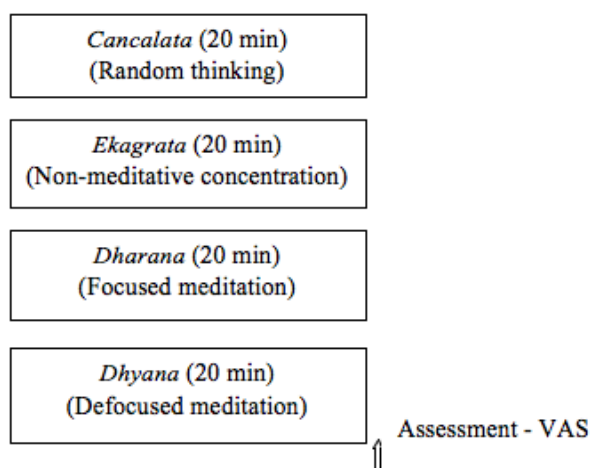 Cancalata (20 min)
(Random thinking)
Ekagrata (20 min)
(Non-meditative concentration)
Dharana (20 min)
(Focused meditation)
Dhyana (20 min)
(Defocused meditation)
Assessment - VAS